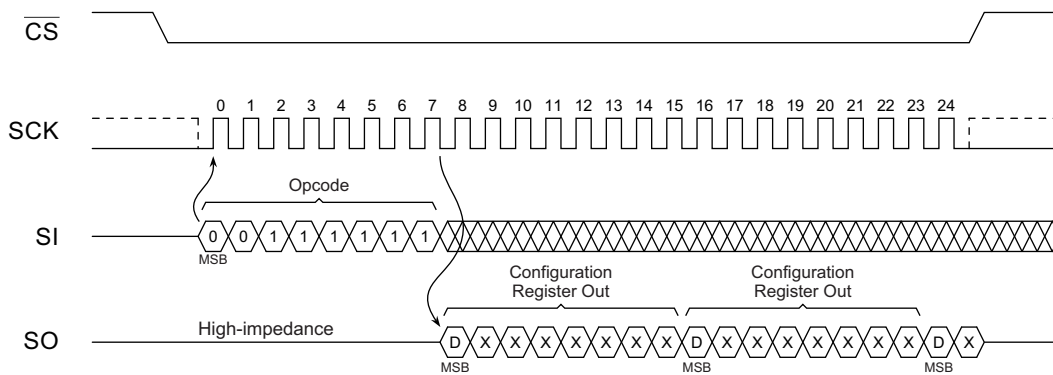 CS
SCK
0 1 2 3 4 5 6 7 8 9 10 11 12 13 14 15 16 17 18 19 20 21 22 23 24
Opcode
SI
0 0 1 1 1 1 1 1
MSB
Configuration
Register Out
Configuration
Register Out
SO
High-impedance
D X X X X X X X D X X X X X X X D X
MSB
MSB
MSB